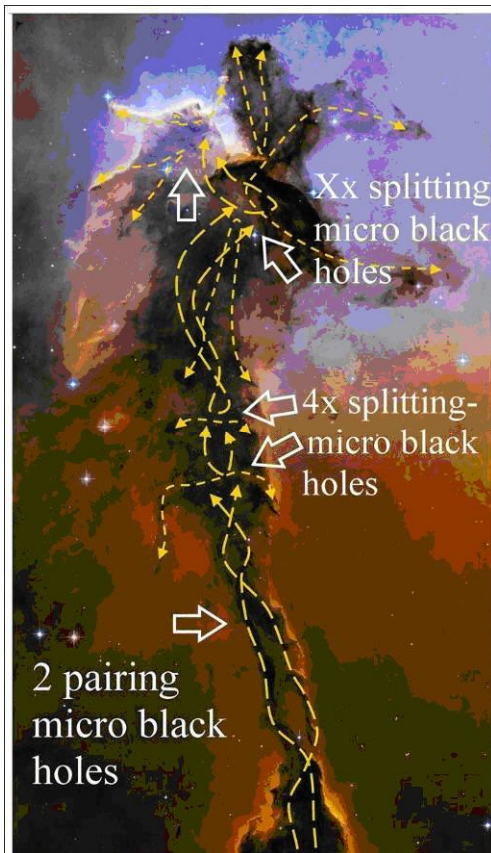 Xx splitting
micro black
holes
4x splitting-
micro black
holes
2 pairing
micro black
holes